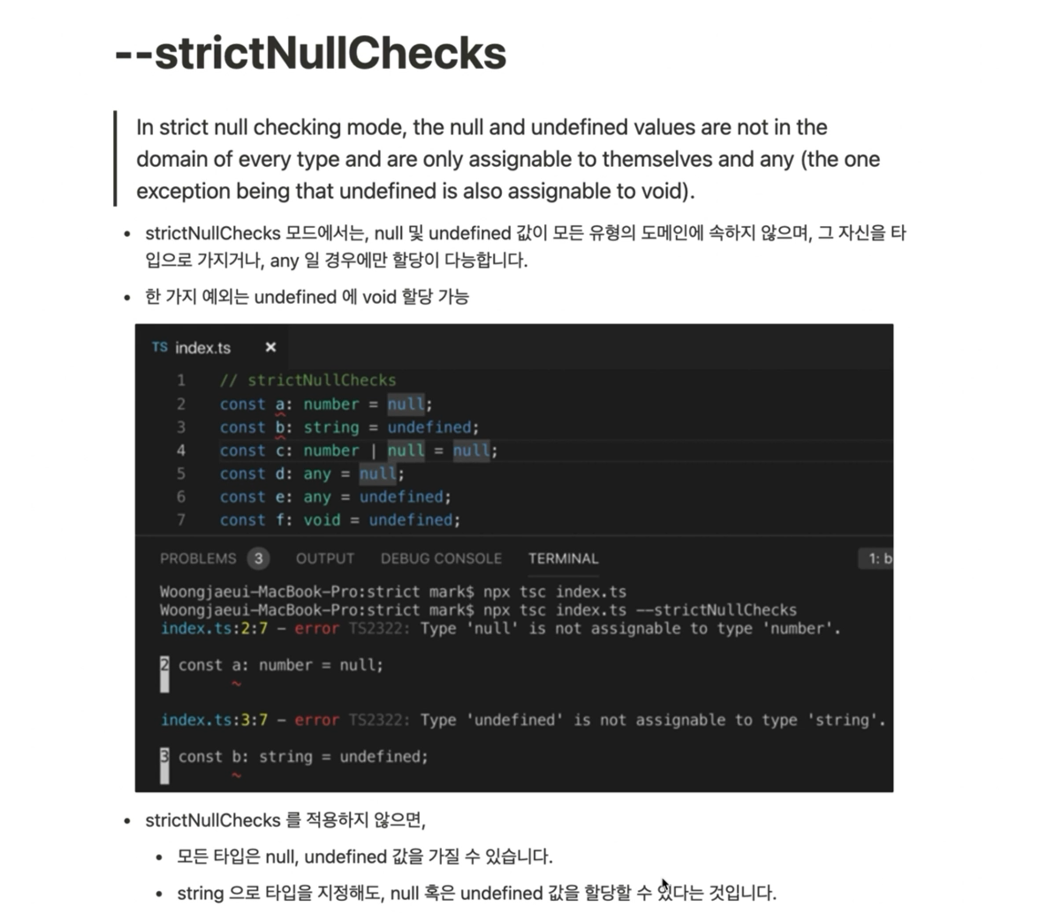 --strictNullChecks
In strict null checking mode, the null and undefined values are not in the
domain of every type and are only assignable to themselves and any (the one
exception being that undefined is also assignable to void).
• strictNullChecks 모드에서는, null 및 undefined 값이 모든 유형의 도메인에 속하지 않으며, 그 자신을 타
입으로 가지거나, any 일 경우에만 할당이 다능합니다.
• 한 가지 예외는 undefined 에 void 할당 가능
TS index.ts ×
1 // strictNullChecks
2 const a: number = null;
3 const b: string = undefined;
4 const c: number | null = null;
5 const d: any = null;
6 const e: any = undefined;
7 const f: void = undefined;
PROBLEMS 3 OUTPUT DEBUG CONSOLE TERMINAL 1: b
Woongjaeui-MacBook-Pro:strict mark$ npx tsc index.ts
Woongjaeui-MacBook-Pro:strict mark$ npx tsc index.ts --strictNullChecks
index.ts:2:7 - error TS2322: Type 'null' is not assignable to type 'number'.
2 const a: number = null;
~
index.ts:3:7 - error TS2322: Type 'undefined' is not assignable to type 'string'.
3 const b: string = undefined;
~
• strictNullChecks 를 적용하지 않으면,
• 모든 타입은 null, undefined 값을 가질 수 있습니다.
• string 으로 타입을 지정해도, null 혹은 undefined 값을 할당할 수 있다는 것입니다.